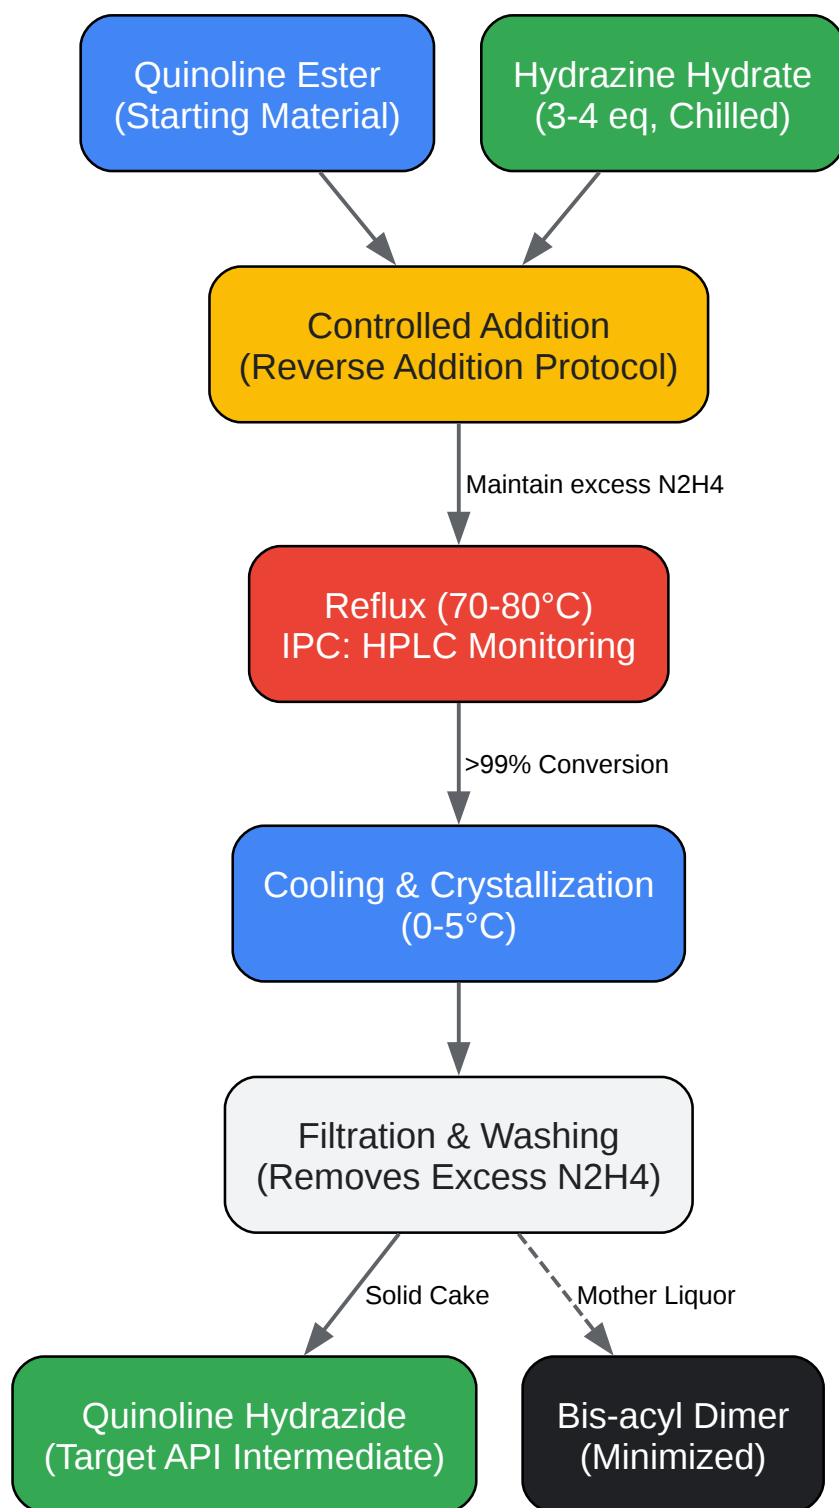 Quinoline Ester
(Starting Material)
Hydrazine Hydrate
(3-4 eq, Chilled)
Controlled Addition
(Reverse Addition Protocol)
Maintain excess N2H4
Reflux (70-80°C)
IPC: HPLC Monitoring
>99% Conversion
Cooling & Crystallization
(0-5°C)
Filtration & Washing
(Removes Excess N2H4)
Solid Cake
Mother Liquor
Quinoline Hydrazide
(Target API Intermediate)
Bis-acyl Dimer
(Minimized)